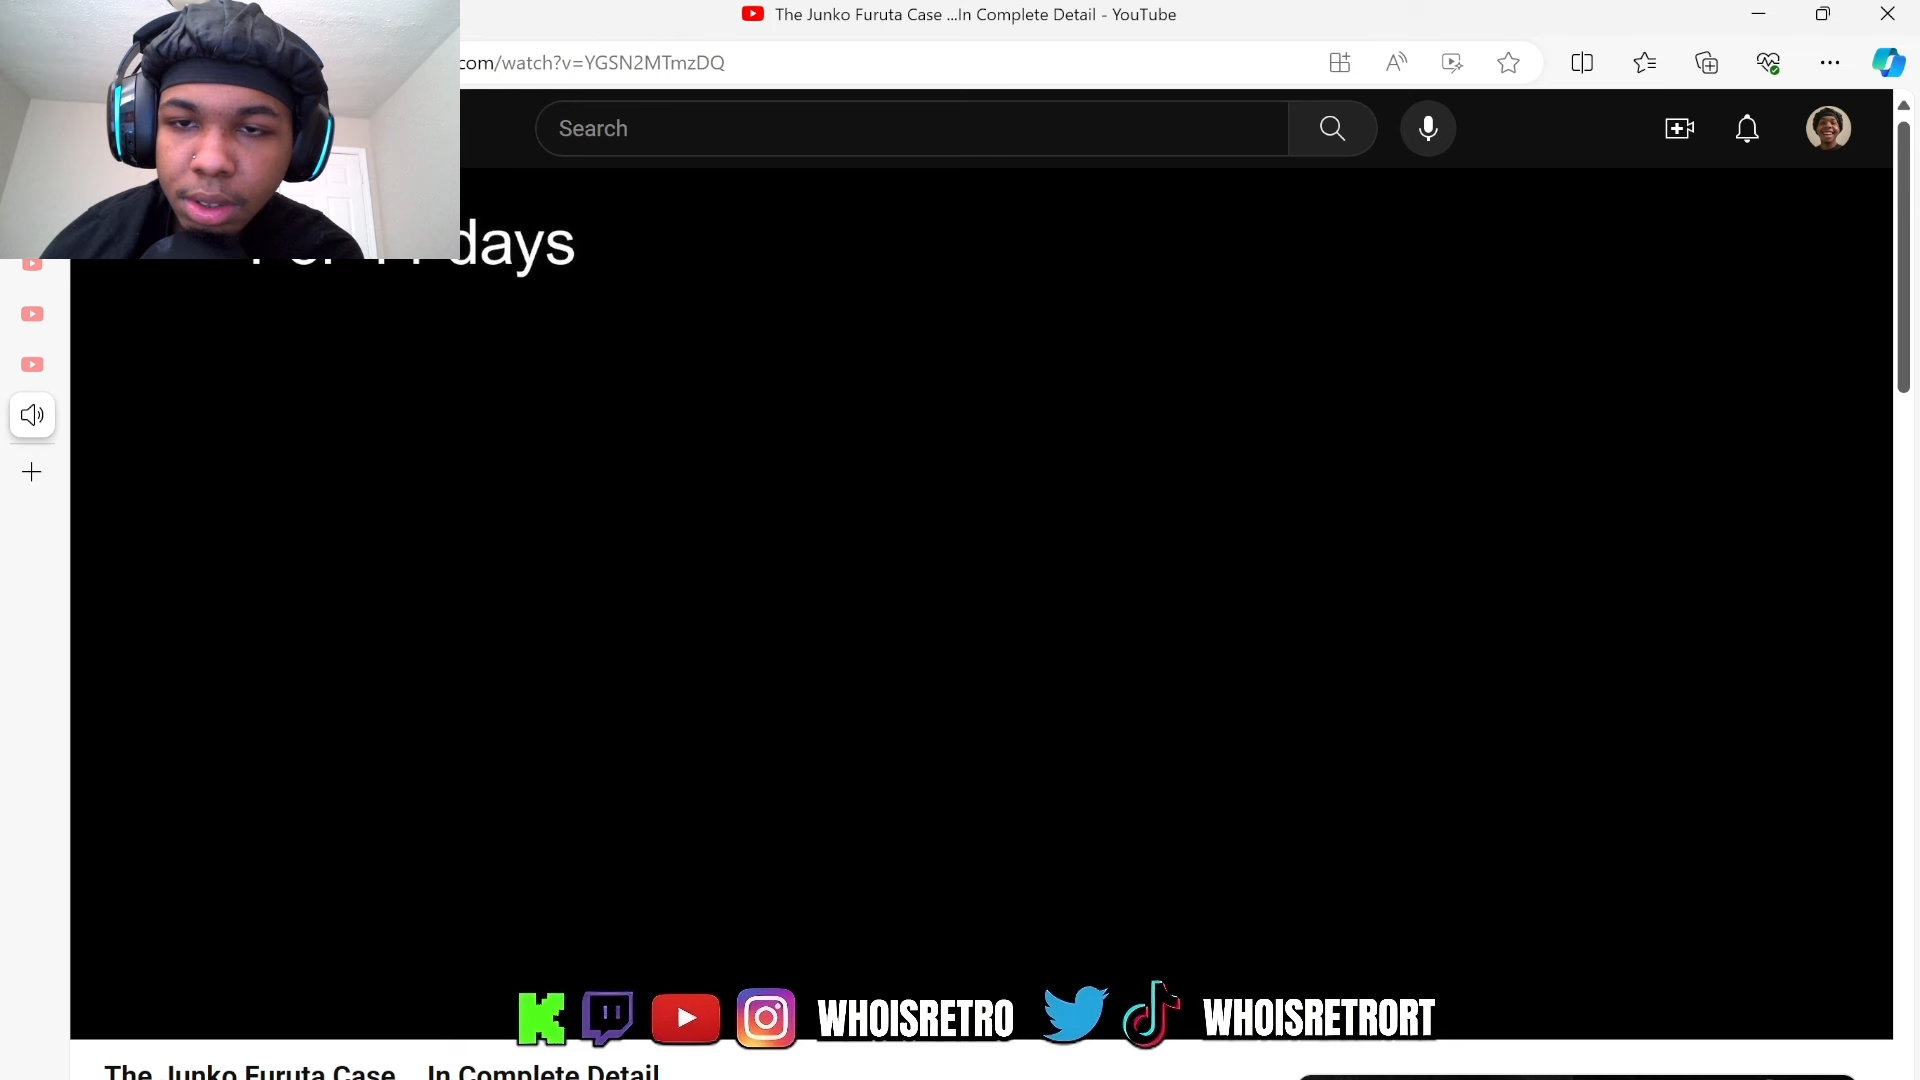 The Junko Furuta Case ...In Complete Detail - YouTube
com/watch?v=YGSN2MTmzDQ
Search
days
WHOISRETRO
WHOISRETRORT
The Junko Furuta Case ...In Complete Detail